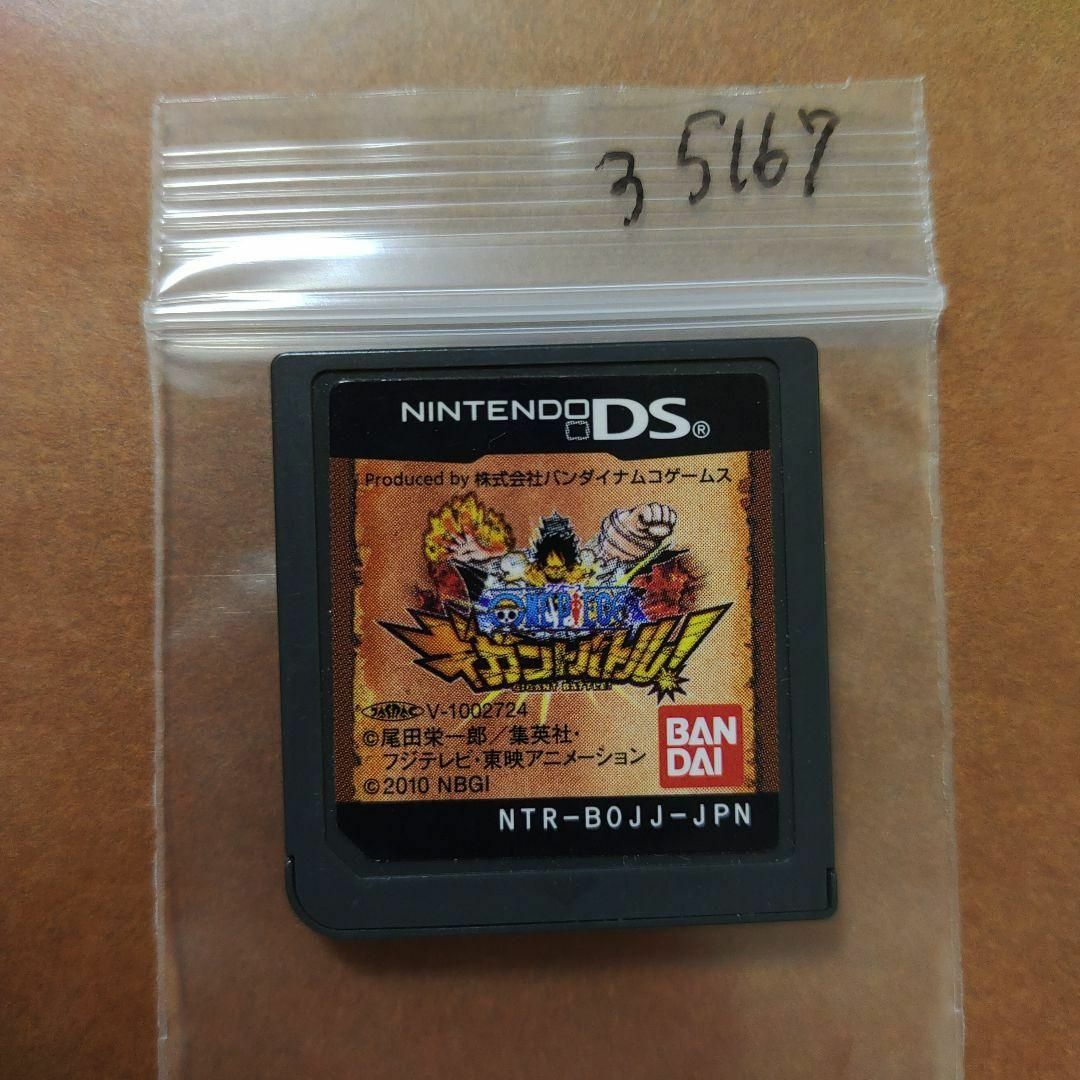 3 5167
NINTENDO DS®
Produced by 株式会社バンダイナムコゲームス
ONE PIECE
ギガントバトル!
GIGANT BATTLE!
V-1002724
©尾田栄一郎/集英社・
フジテレビ・東映アニメーション
©2010 NBGI
BAN
DAI
NTR-BOJJ-JPN